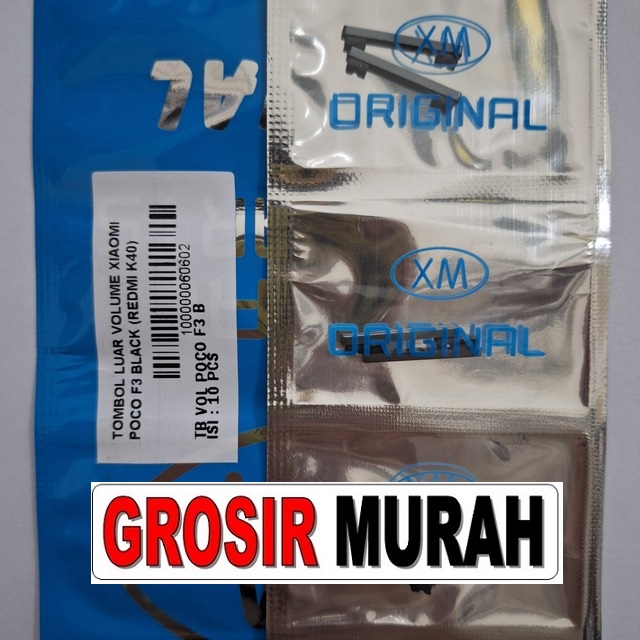 XM
ORIGINAL
XM
ORIGINAL
TOMBOL LUAR VOLUME XIAOMI
POCO F3 BLACK (REDMI K40)
100000060602
TB VOL POCO F3 B
ISI : 10 PCS
GROSIR MURAH